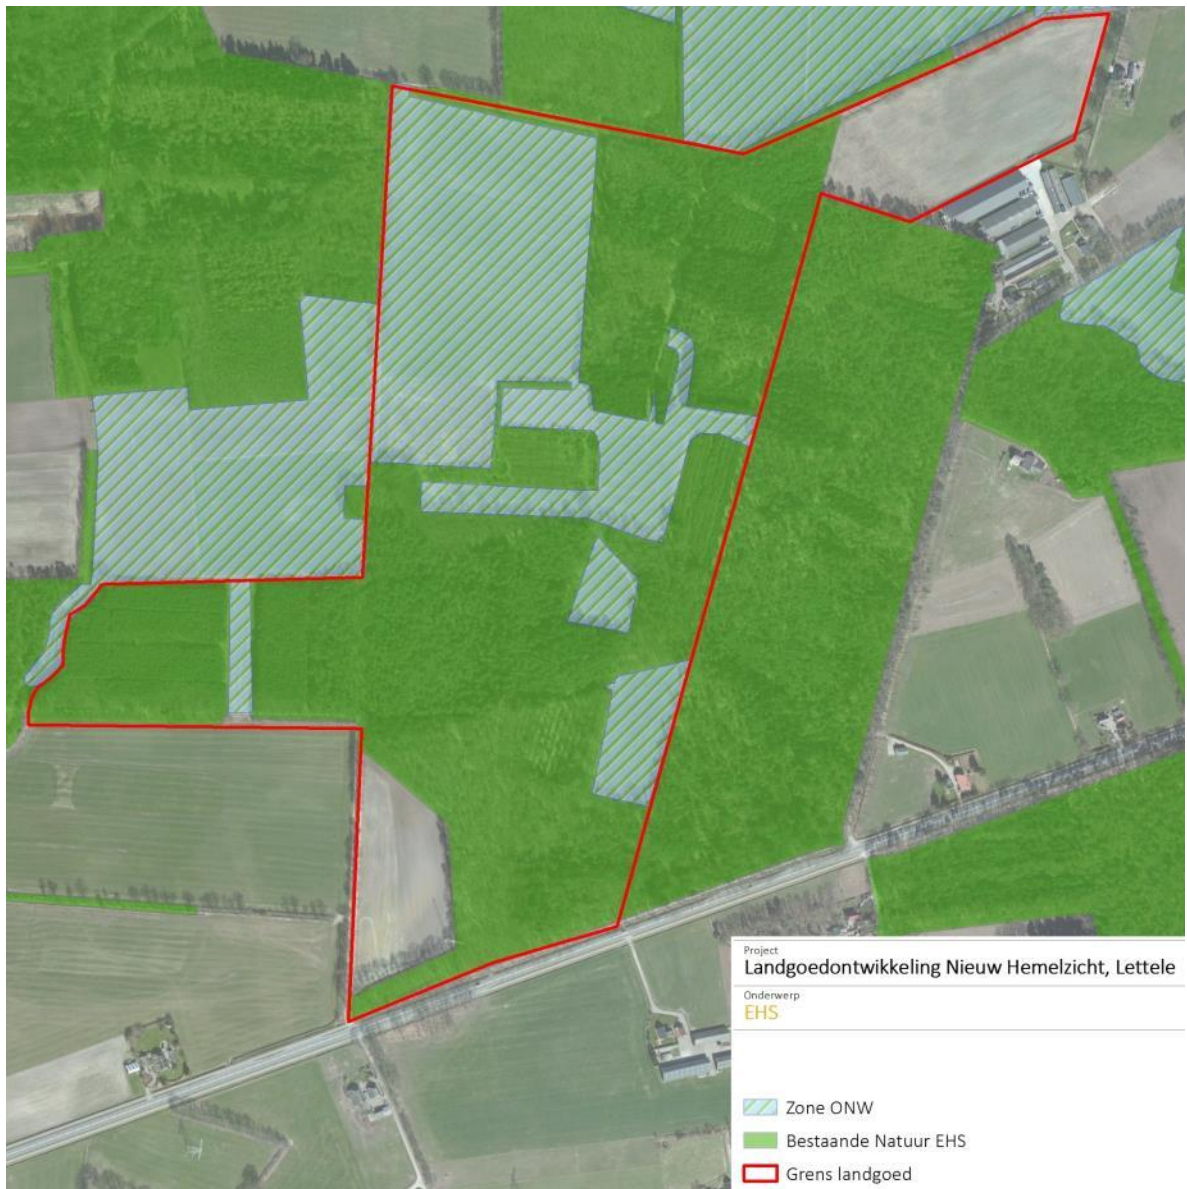 Project
Landgoedontwikkeling Nieuw Hemelzicht, Lettele
Onderwerp
EHS
Zone ONW
Bestaande Natuur EHS
Grens landgoed